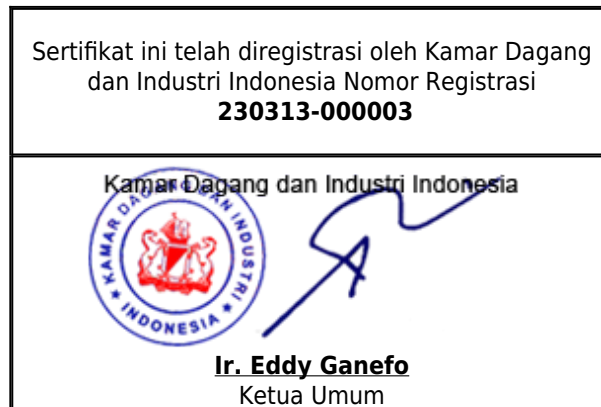 Sertifikat ini telah diregistrasi oleh Kamar Dagang
dan Industri Indonesia Nomor Registrasi
230313-000003
Kamar Dagang dan Industri Indonesia
KAMAR DAGANG DAN INDUSTRI
INDONESIA
Ir. Eddy Ganefo
Ketua Umum